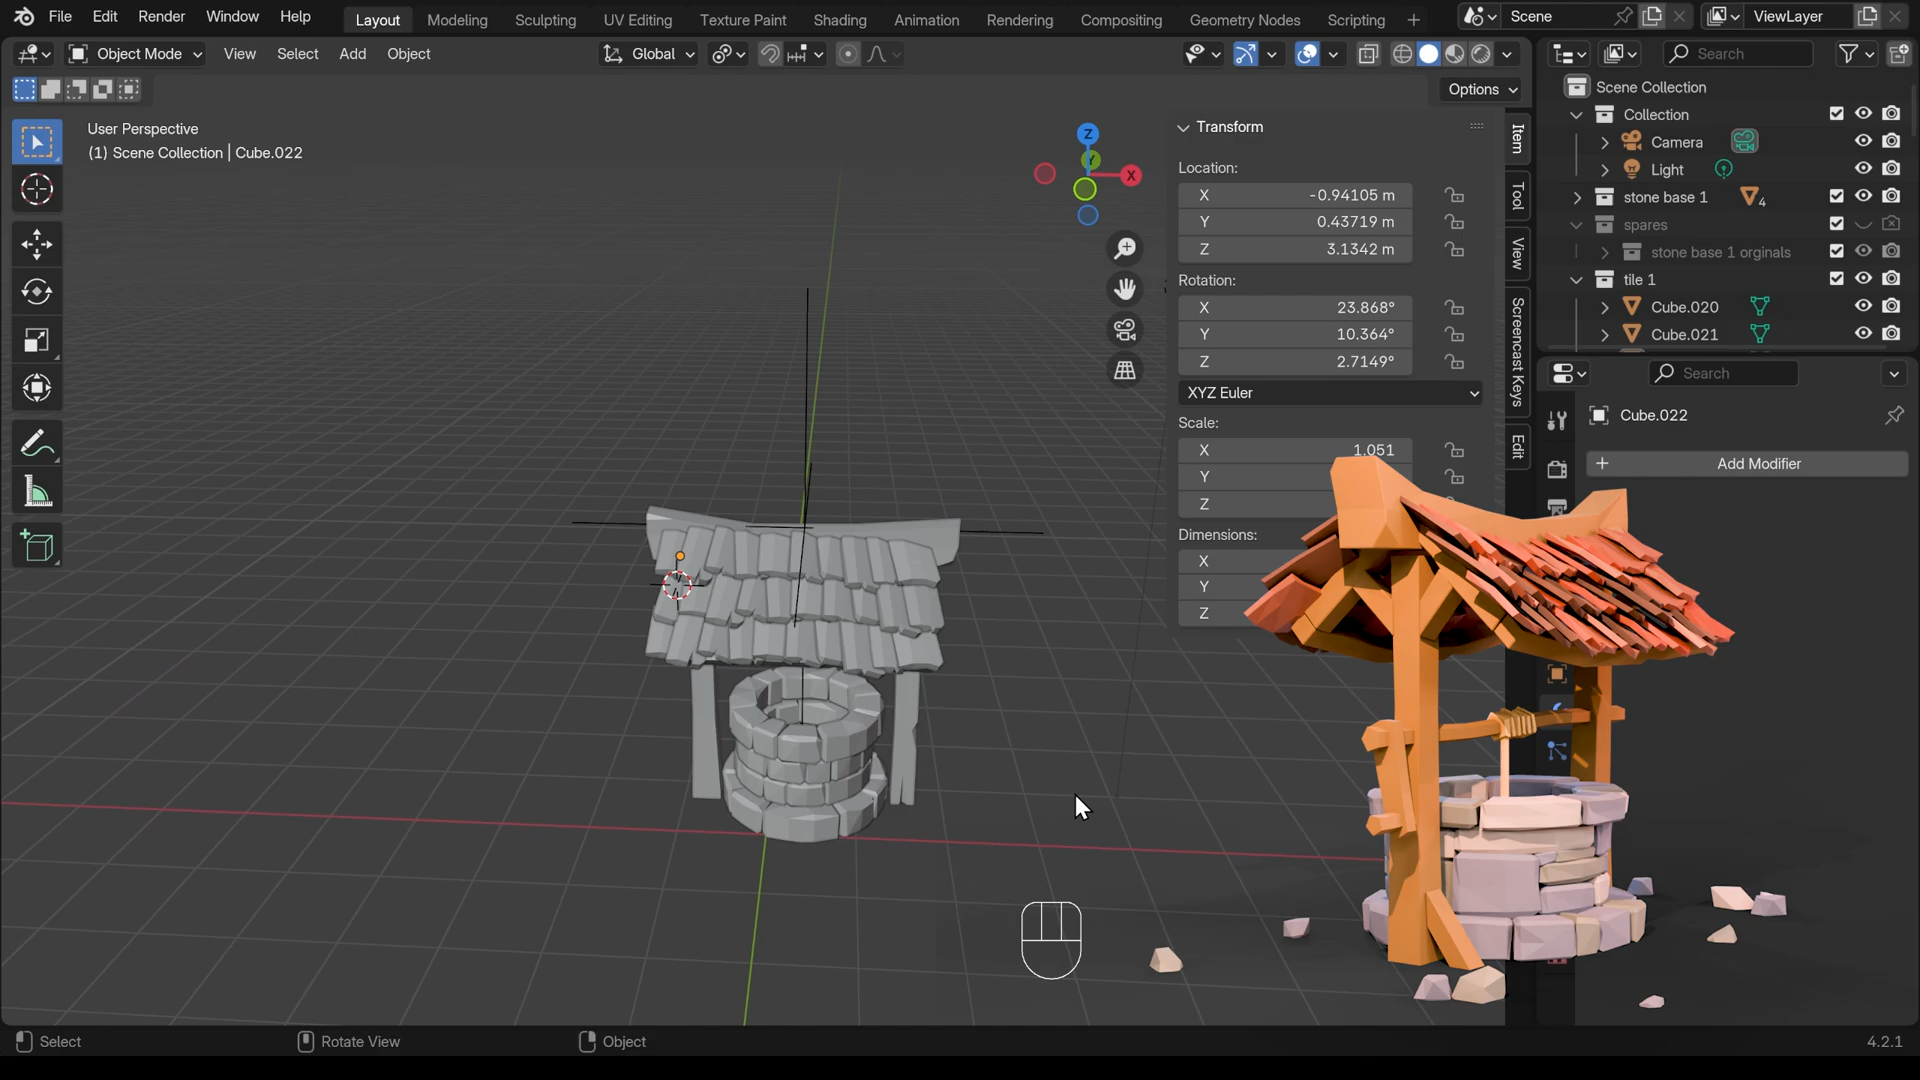 File Edit Render Window Help Layout Modeling Sculpting UV Editing Texture Paint Shading Animation Rendering Compositing Geometry Nodes Scripting + Scene ViewLayer
Object Mode View Select Add Object Global Search
Options
User Perspective
(1) Scene Collection | Cube.022
Z
Y
X
Transform
Location:
X -0.94105 m
Y 0.43719 m
Z 3.1342 m
Rotation:
X 23.868°
Y 10.364°
Z 2.7149°
XYZ Euler
Scale:
X 1.051
Y
Z
Dimensions:
X
Y
Z
Item
Tool
View
Screencast Keys
Edit
Scene Collection
Collection
Camera
Light
stone base 1 4
spares
stone base 1 orginals
tile 1
Cube.020
Cube.021
Search
Cube.022
+ Add Modifier
Select Rotate View Object 4.2.1